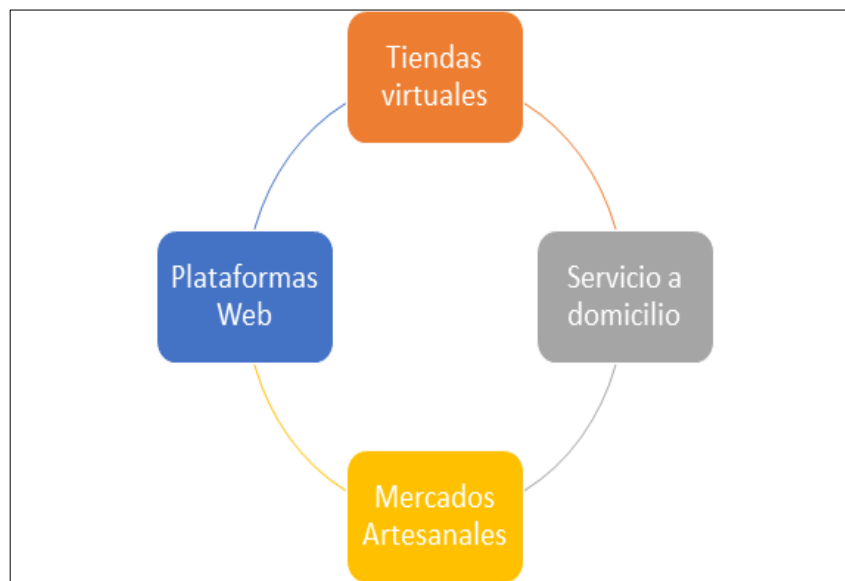 Tiendas
virtuales
Servicio a
domicilio
Mercados
Artesanales
Plataformas
Web